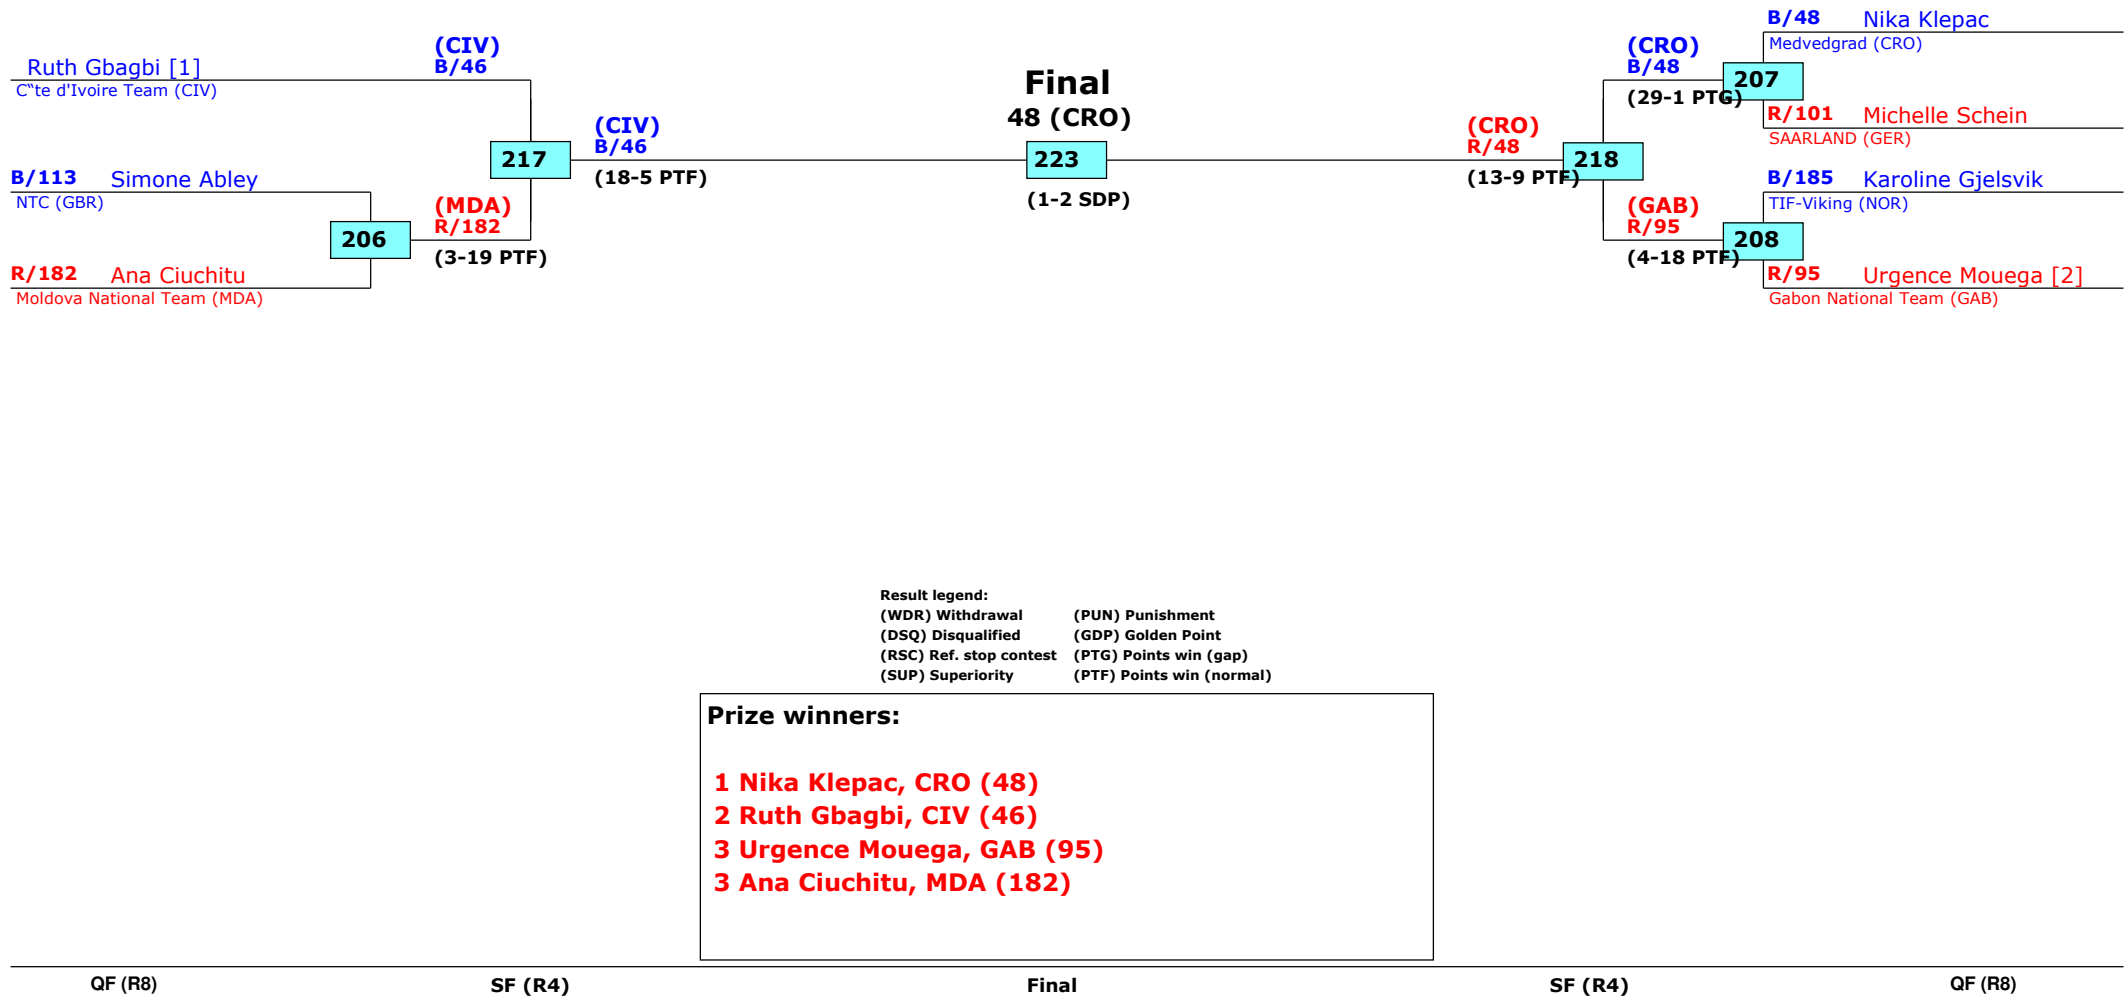 B/48 Nika Klepac
Medvedgrad (CRO)
(CIV)
B/46
(CRO)
B/48
Ruth Gbagbi [1]
C‟te d'Ivoire Team (CIV)
Final
48 (CRO)
207
(29-1 PTG)
R/101 Michelle Schein
SAARLAND (GER)
(CIV)
B/46
(CRO)
R/48
217
223
218
(18-5 PTF)
(1-2 SDP)
(13-9 PTF)
B/113 Simone Abley
NTC (GBR)
B/185 Karoline Gjelsvik
TIF-Viking (NOR)
(MDA)
R/182
(GAB)
R/95
206
208
(3-19 PTF)
(4-18 PTF)
R/182 Ana Ciuchitu
Moldova National Team (MDA)
R/95 Urgence Mouega [2]
Gabon National Team (GAB)
Result legend:
(WDR) Withdrawal (PUN) Punishment
(DSQ) Disqualified (GDP) Golden Point
(RSC) Ref. stop contest (PTG) Points win (gap)
(SUP) Superiority (PTF) Points win (normal)
Prize winners:
1 Nika Klepac, CRO (48)
2 Ruth Gbagbi, CIV (46)
3 Urgence Mouega, GAB (95)
3 Ana Ciuchitu, MDA (182)
QF (R8) SF (R4) Final SF (R4) QF (R8)